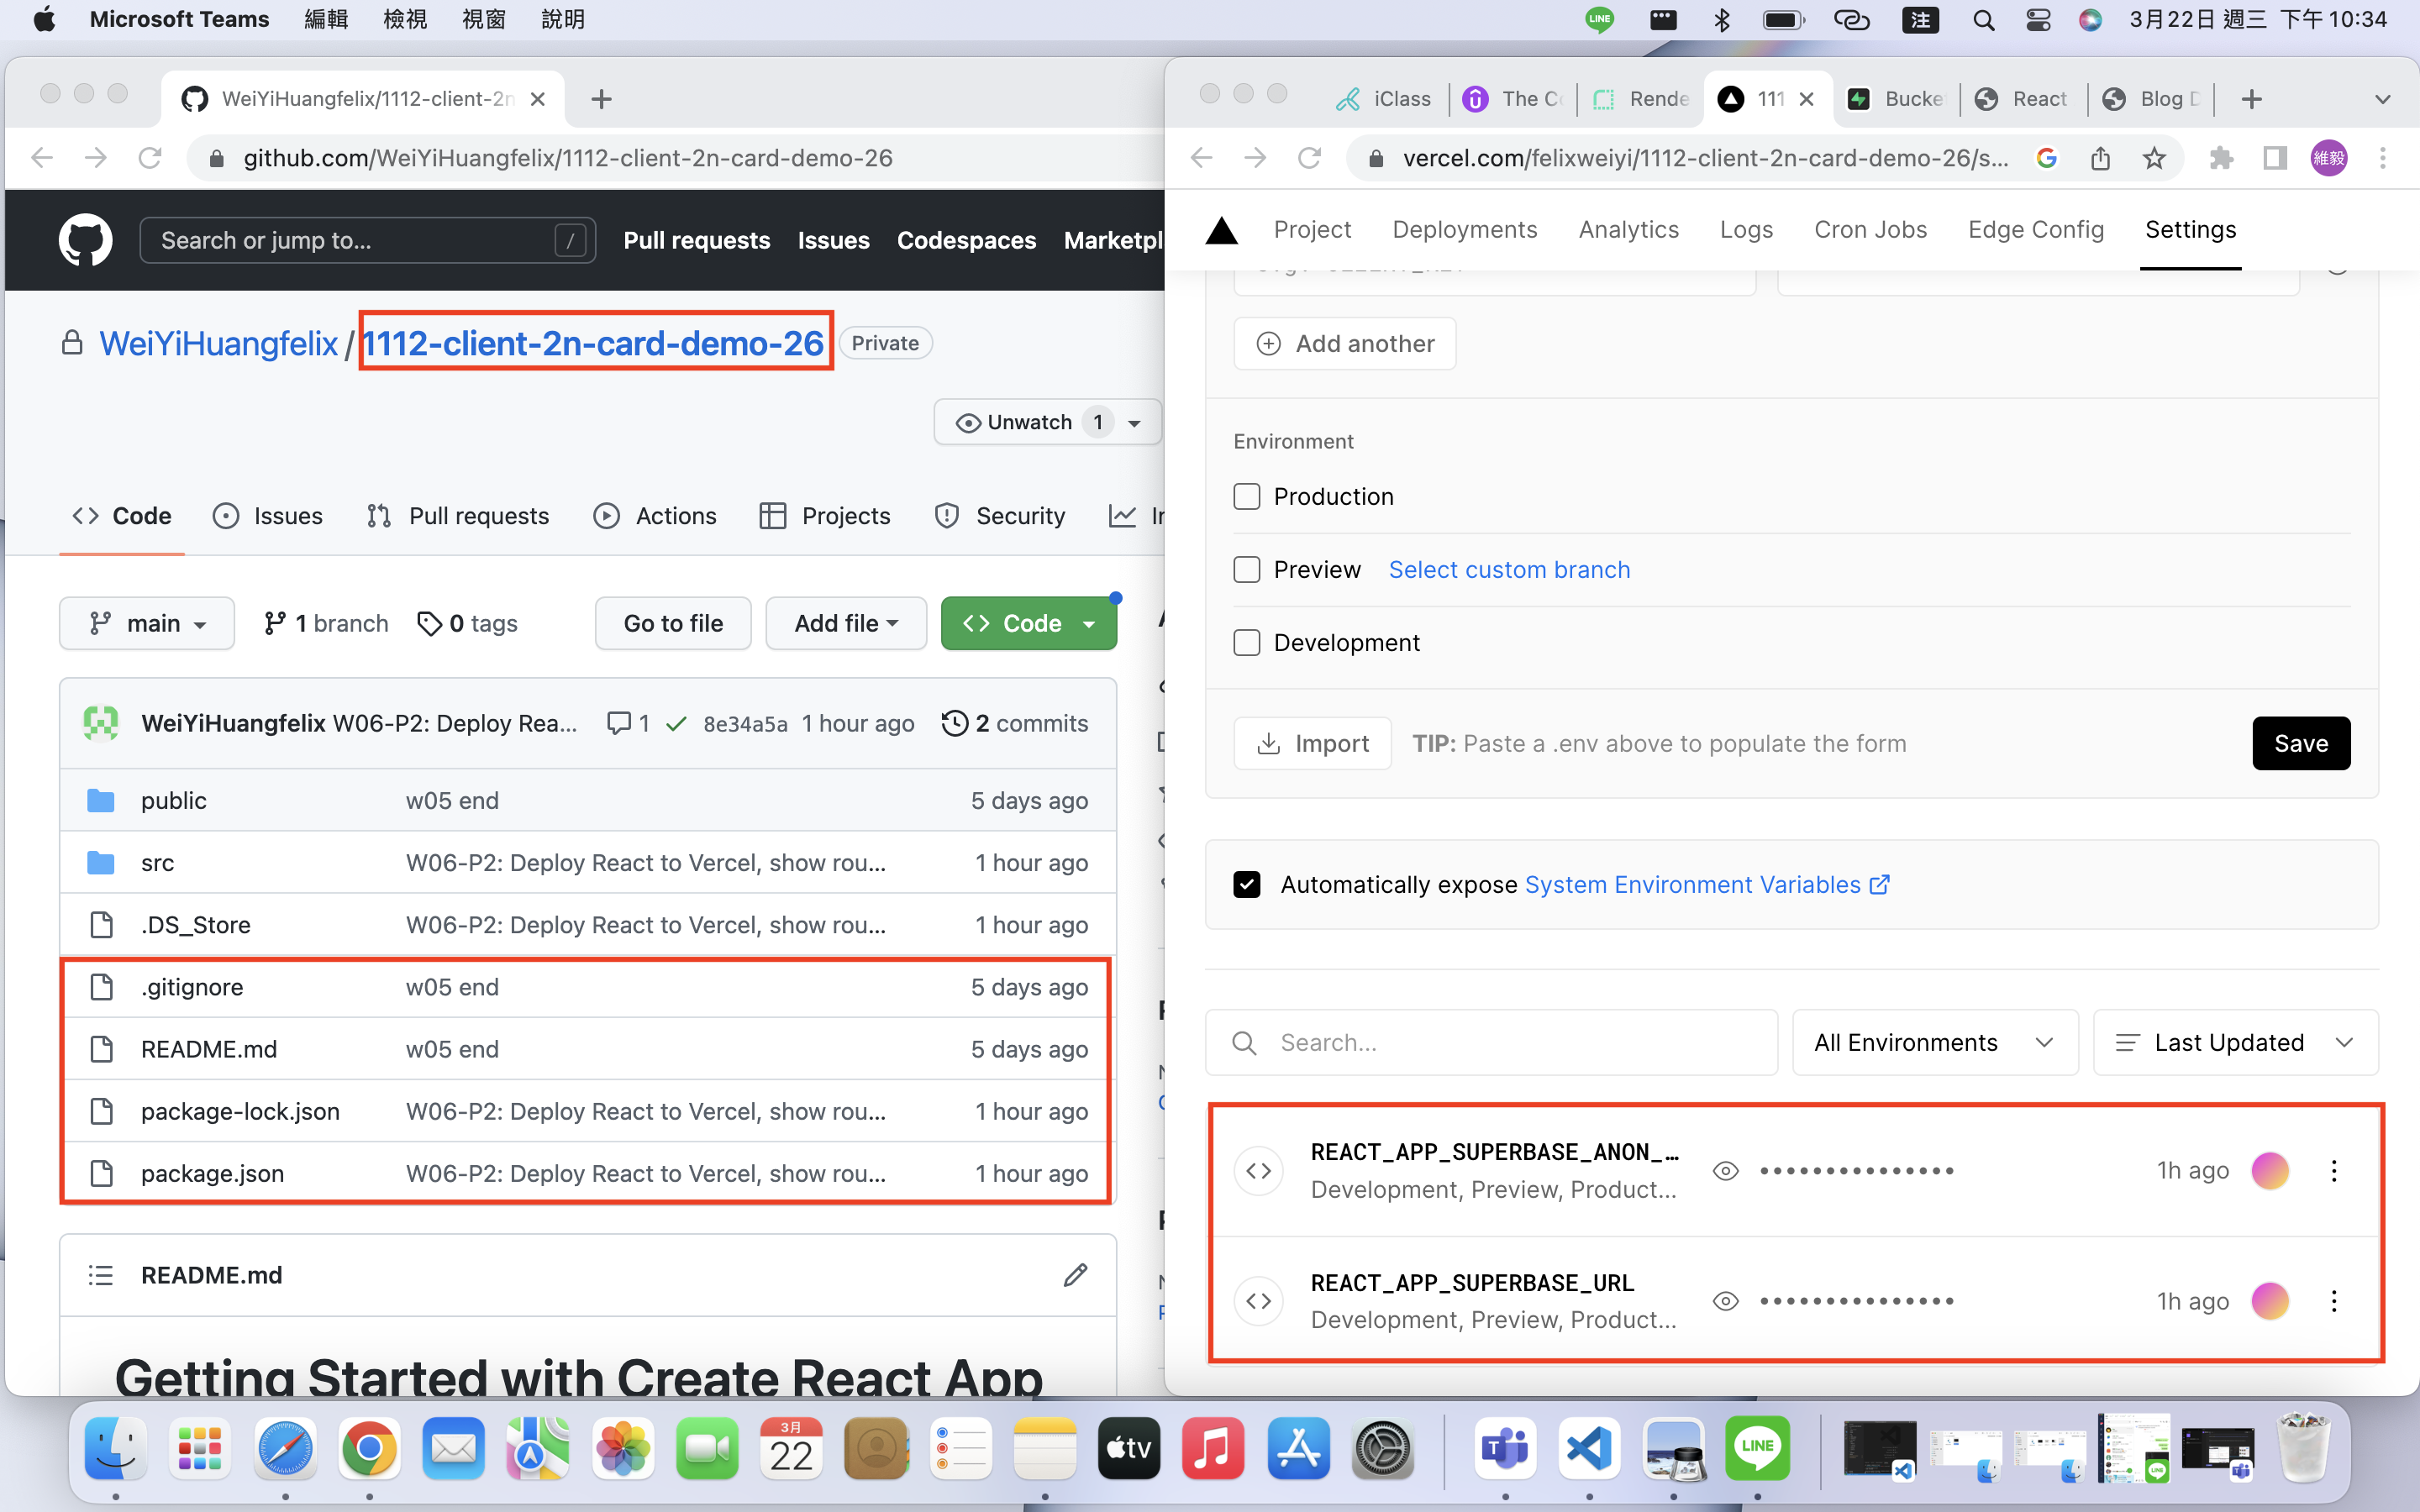 Microsoft Teams 編輯 檢視 視窗 說明
LINE 注 3月22日 週三 下午 10:34
WeiYiHuangfelix/1112-client-2n
github.com/WeiYiHuangfelix/1112-client-2n-card-demo-26
Search or jump to... /
Pull requests Issues Codespaces Marketpl
WeiYiHuangfelix / 1112-client-2n-card-demo-26 Private
Unwatch 1
Code Issues Pull requests Actions Projects Security
main 1 branch 0 tags Go to file Add file Code
WeiYiHuangfelix W06-P2: Deploy Rea... 1 8e34a5a 1 hour ago 2 commits
public w05 end 5 days ago
src W06-P2: Deploy React to Vercel, show rou... 1 hour ago
.DS_Store W06-P2: Deploy React to Vercel, show rou... 1 hour ago
.gitignore w05 end 5 days ago
README.md w05 end 5 days ago
package-lock.json W06-P2: Deploy React to Vercel, show rou... 1 hour ago
package.json W06-P2: Deploy React to Vercel, show rou... 1 hour ago
README.md
Getting Started with Create React App
iClass The C Rende 111 Bucke React Blog D
vercel.com/felixweiyi/1112-client-2n-card-demo-26/s... 維毅
Project Deployments Analytics Logs Cron Jobs Edge Config Settings
Add another
Environment
Production
Preview Select custom branch
Development
Import TIP: Paste a .env above to populate the form Save
Automatically expose System Environment Variables
Search... All Environments Last Updated
REACT_APP_SUPERBASE_ANON_...
Development, Preview, Product... 1h ago
REACT_APP_SUPERBASE_URL
Development, Preview, Product... 1h ago
3月
22
tv
T
LINE